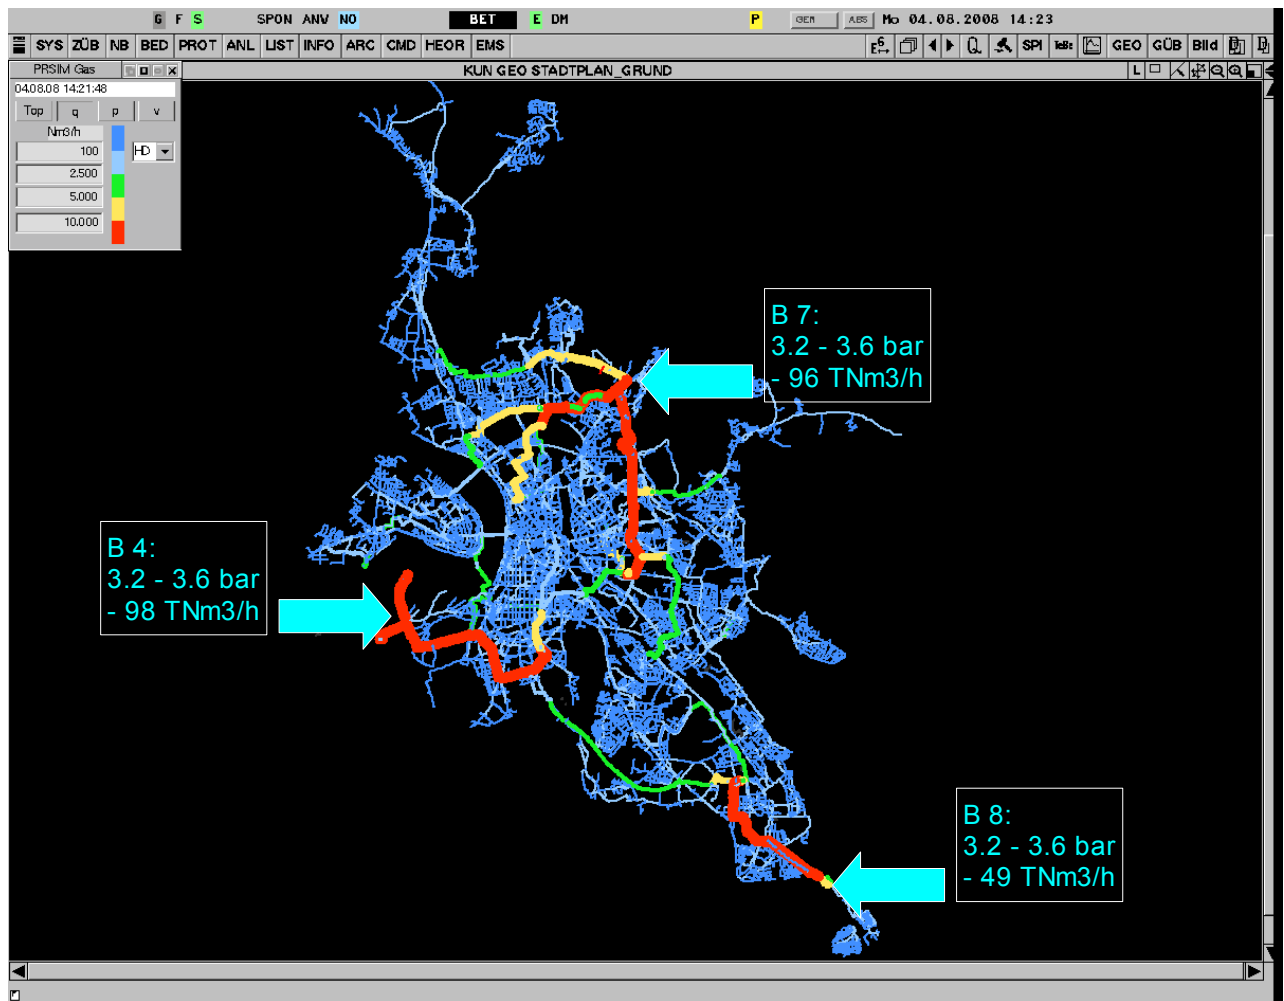 G F S SPON ANW NO BET E DM P GEM ABS Mo 04.08.2008 14:23
SYS ZÜB NB BED PROT ANL LIST INFO ARC CMD HEOR EMS SPI TeBe GEO GÜB Bild
PRSIM Gas
KUN GEO STADTPLAN_GRUND
L
04.08.08 14:21:48
Top q p v
Nm3/h
100
HD
2.500
5.000
10.000
B 7:
3.2 - 3.6 bar
- 96 TNm3/h
B 4:
3.2 - 3.6 bar
- 98 TNm3/h
B 8:
3.2 - 3.6 bar
- 49 TNm3/h